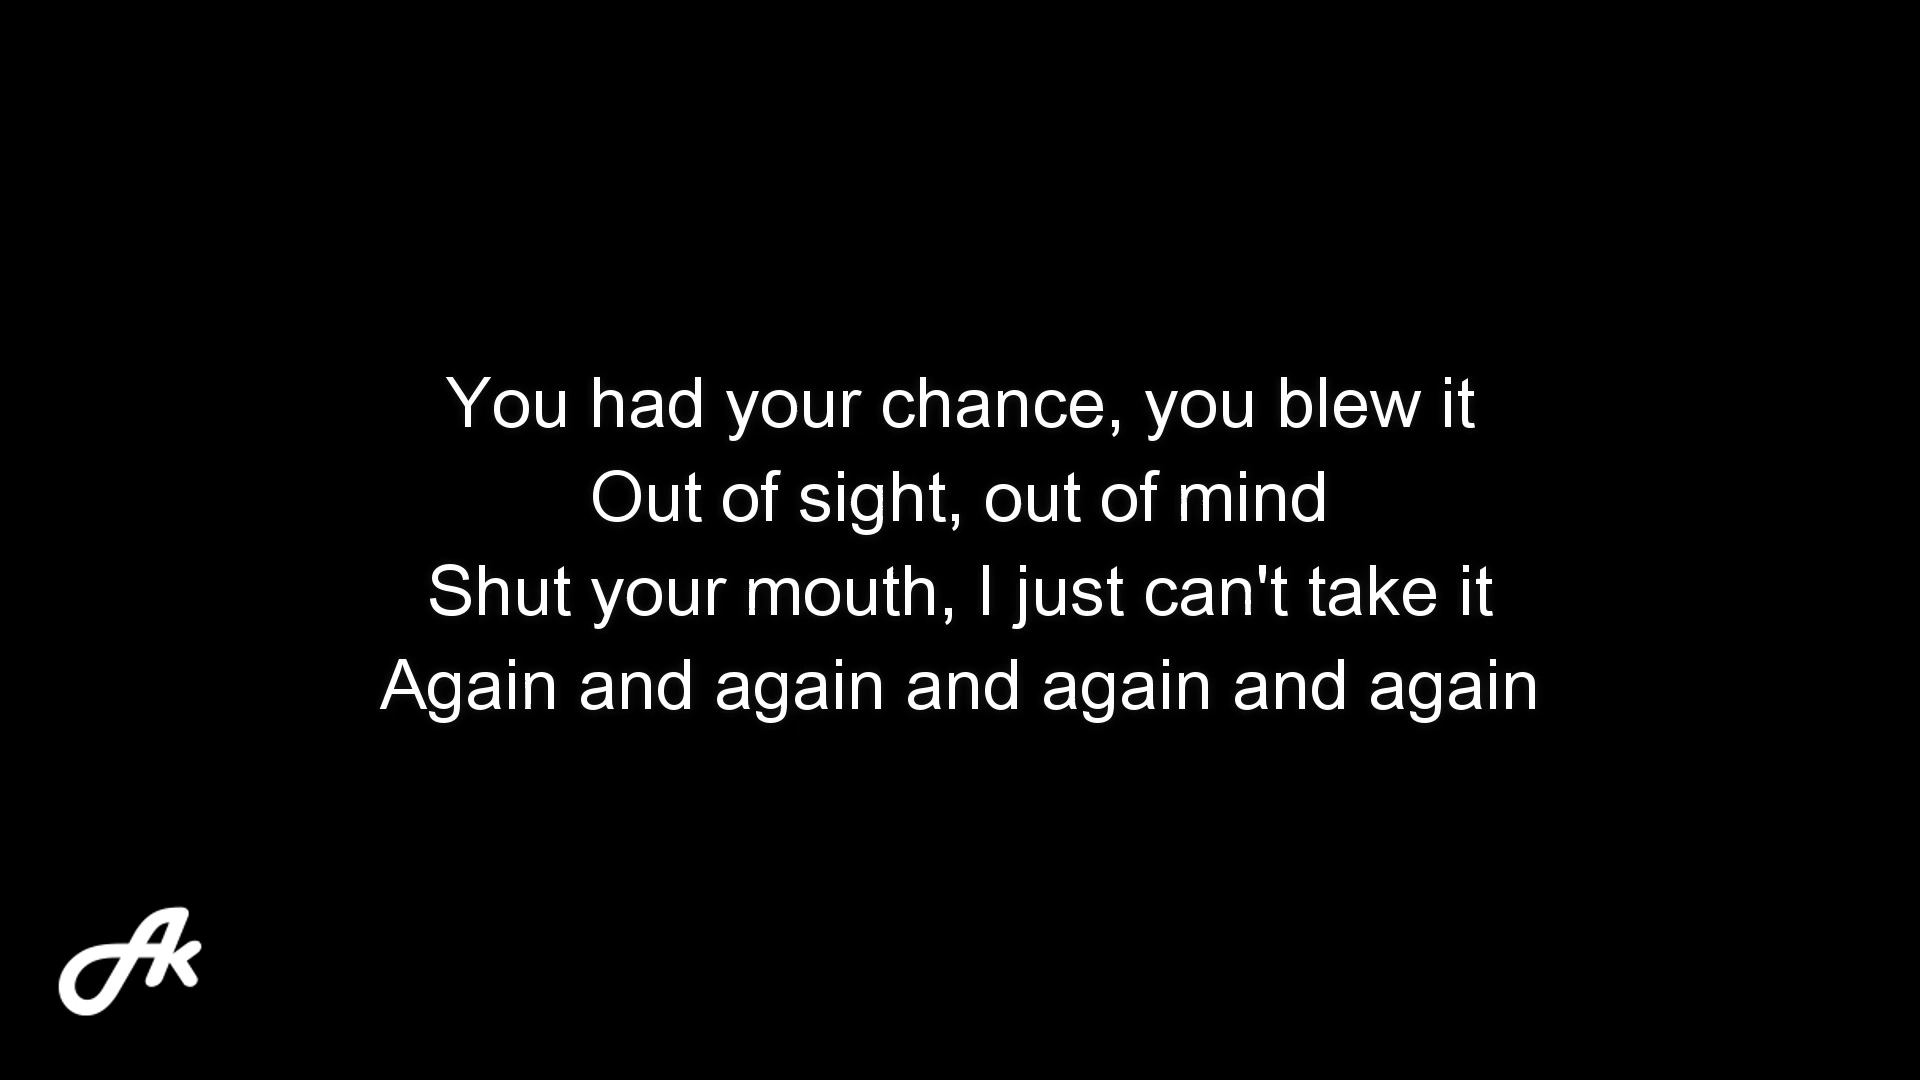 You had your chance, you blew it
Out of sight, out of mind
Shut your mouth, I just can't take it
Again and again and again and again
Ak